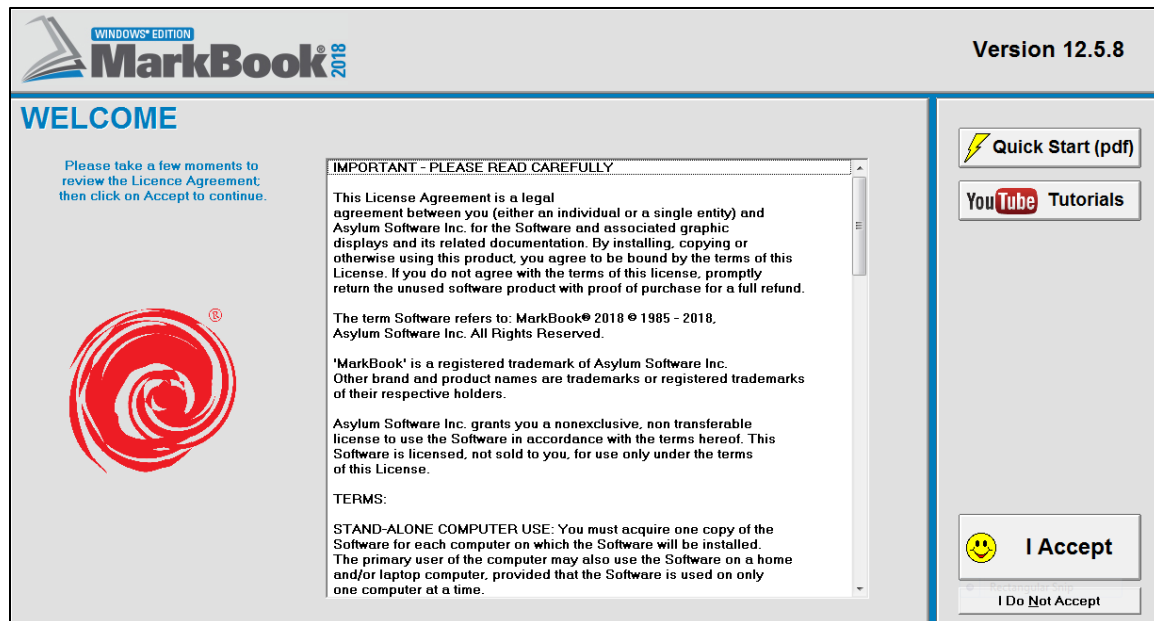 WINDOWS® EDITION
MarkBook® 2018
Version 12.5.8
WELCOME
Please take a few moments to
review the Licence Agreement;
then click on Accept to continue.
IMPORTANT - PLEASE READ CAREFULLY
This License Agreement is a legal
agreement between you (either an individual or a single entity) and
Asylum Software Inc. for the Software and associated graphic
displays and its related documentation. By installing, copying or
otherwise using this product, you agree to be bound by the terms of this
License. If you do not agree with the terms of this license, promptly
return the unused software product with proof of purchase for a full refund.
The term Software refers to: MarkBook® 2018 © 1985 - 2018,
Asylum Software Inc. All Rights Reserved.
'MarkBook' is a registered trademark of Asylum Software Inc.
Other brand and product names are trademarks or registered trademarks
of their respective holders.
Asylum Software Inc. grants you a nonexclusive, non transferable
license to use the Software in accordance with the terms hereof. This
Software is licensed, not sold to you, for use only under the terms
of this License.
TERMS:
STAND-ALONE COMPUTER USE: You must acquire one copy of the
Software for each computer on which the Software will be installed.
The primary user of the computer may also use the Software on a home
and/or laptop computer, provided that the Software is used on only
one computer at a time.
®
Quick Start (pdf)
YouTube Tutorials
I Accept
Rectangular Snip
I Do Not Accept